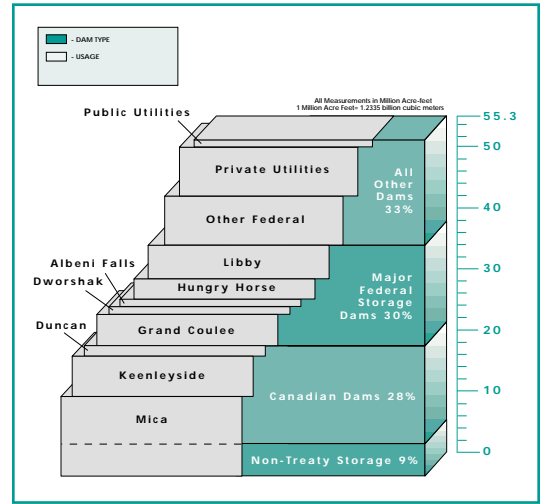 - DAM TYPE
- USAGE
All Measurements in Million Acre-feet
1 Million Acre Feet= 1.2335 billion cubic meters
Public Utilities
Private Utilities
Other Federal
Libby
Albeni Falls
Hungry Horse
Dworshak
Grand Coulee
Duncan
Keenleyside
Mica
All
Other
Dams
33%
Major
Federal
Storage
Dams 30%
Canadian Dams 28%
Non-Treaty Storage 9%
55.3
50
40
30
20
10
0